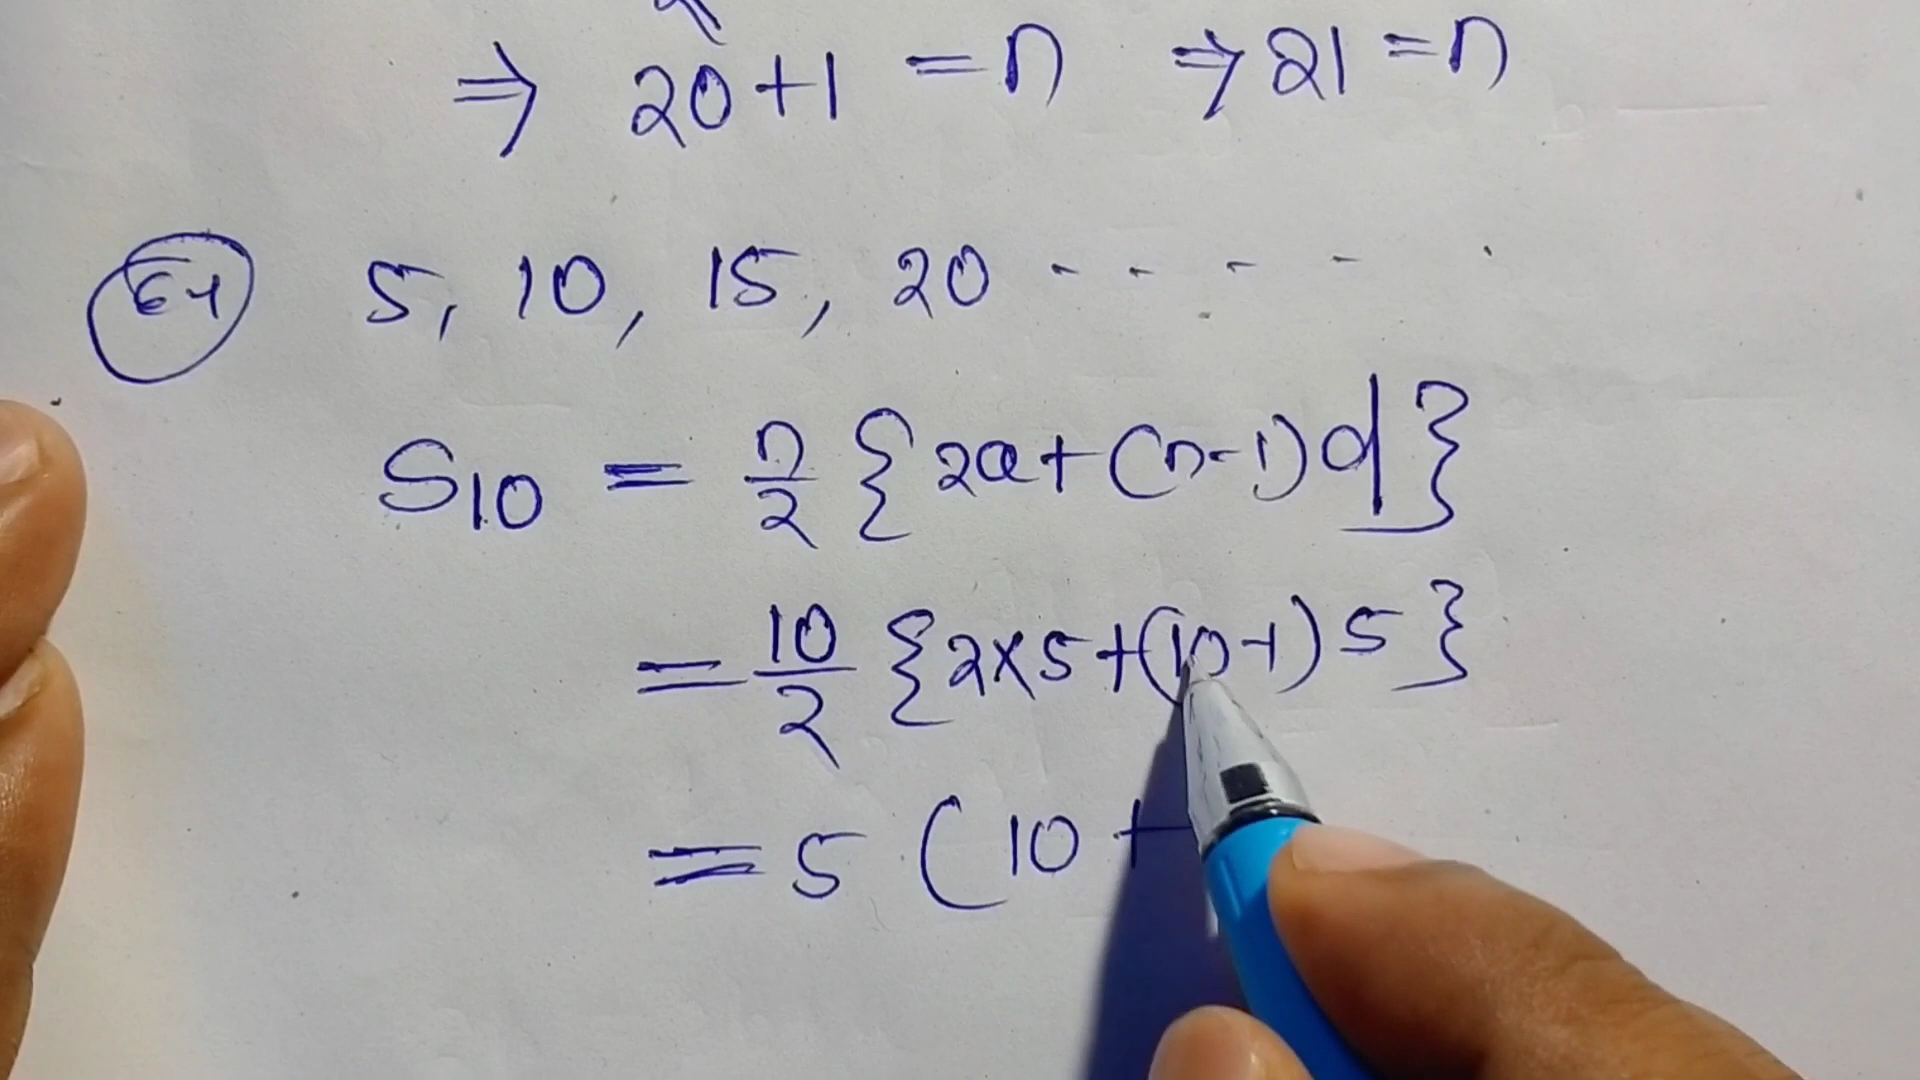 ⇒ 20+1 = n ⇒ 21 = n
Ex 5, 10, 15, 20 - - - - .
S10 = n/2 {2a+(n-1)d}
= 10/2 {2×5+(10-1)5}
= 5 (10 +